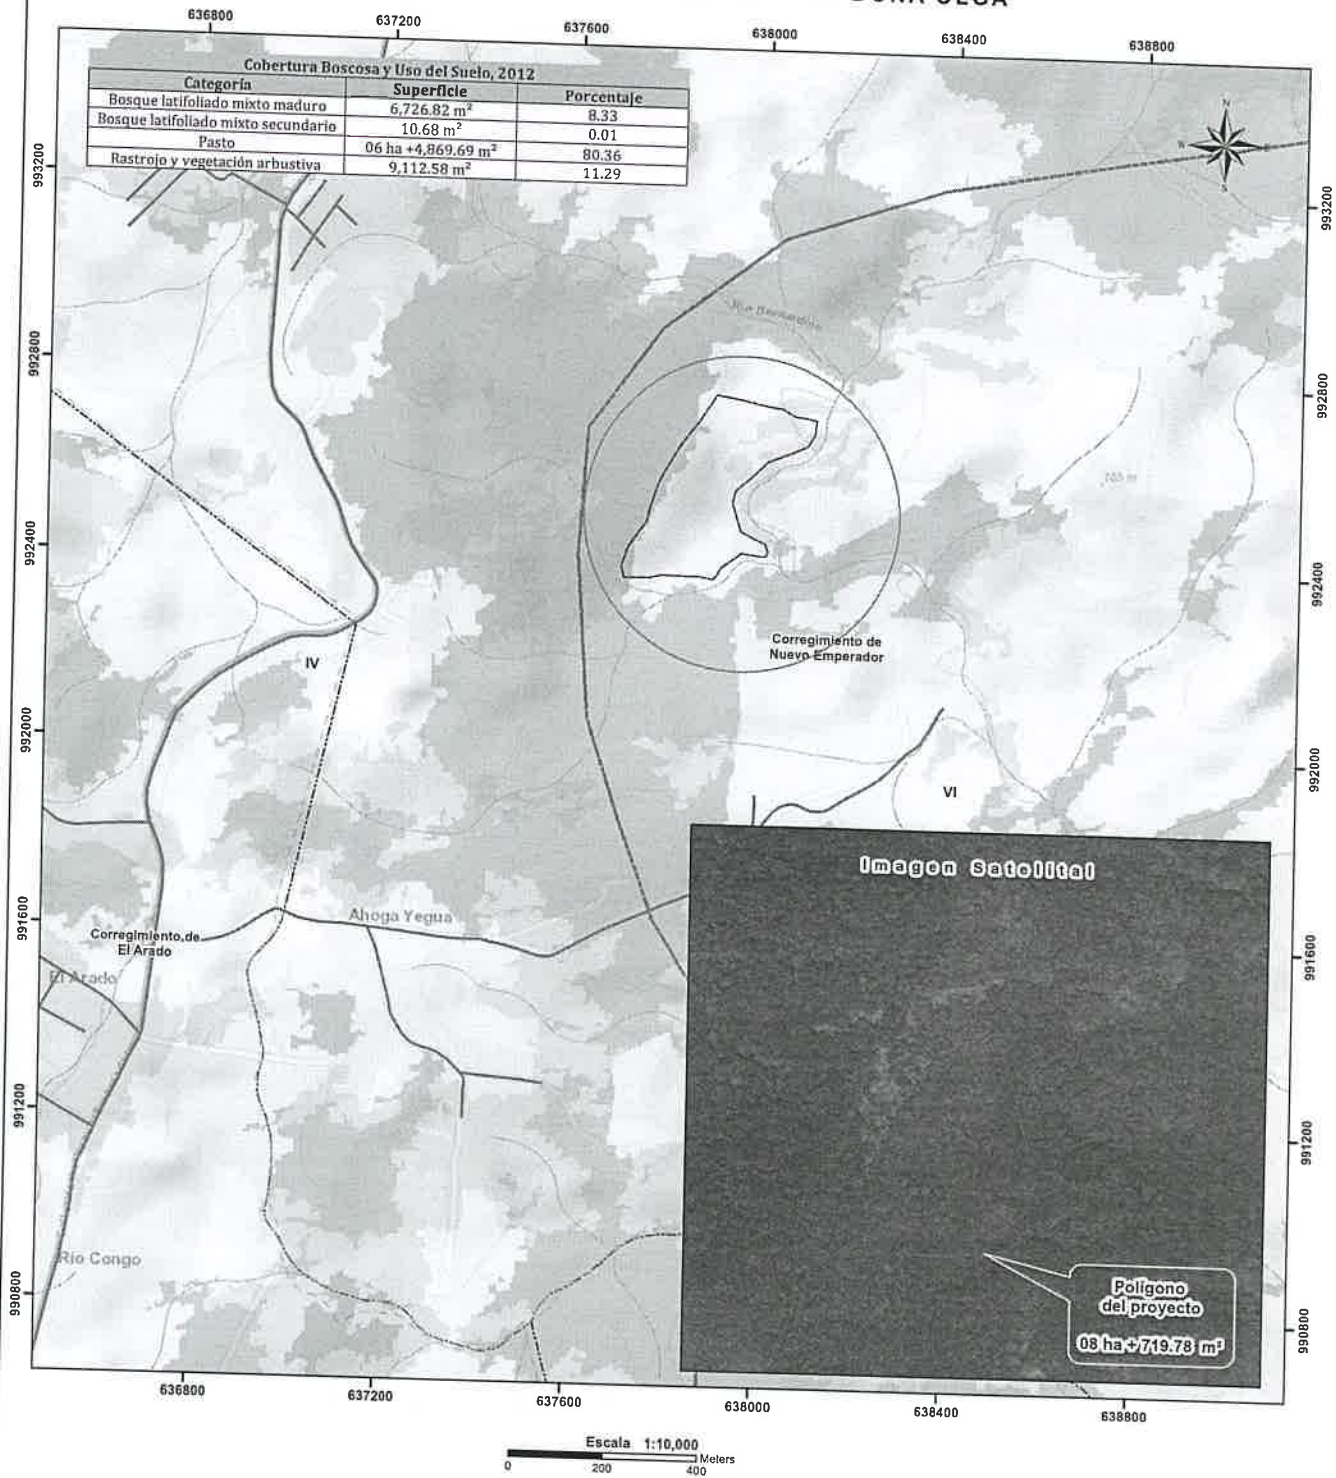 636800 637200 637600 638000 638400 638800
Cobertura Boscosa y Uso del Suelo, 2012
Categoría Superficie Porcentaje
Bosque latifoliado mixto maduro 6,726.82 m² 8.33
Bosque latifoliado mixto secundario 10.68 m² 0.01
Pasto 06 ha +4,869.69 m² 80.36
Rastrojo y vegetación arbustiva 9,112.58 m² 11.29
N
W E
S
993200 993200
992800 992800
992400 992400
Corregimiento de
Nuevo Emperador
IV
992000 992000
VI
Imagen Satelital
991600 991600
Ahoga Yegua
Corregimiento de
El Arado
El Arado
991200 991200
Río Congo
990800 990800
Polígono
del proyecto
08 ha + 719.78 m²
636800 637200 637600 638000 638400 638800
Escala 1:10,000
Meters
0 200 400